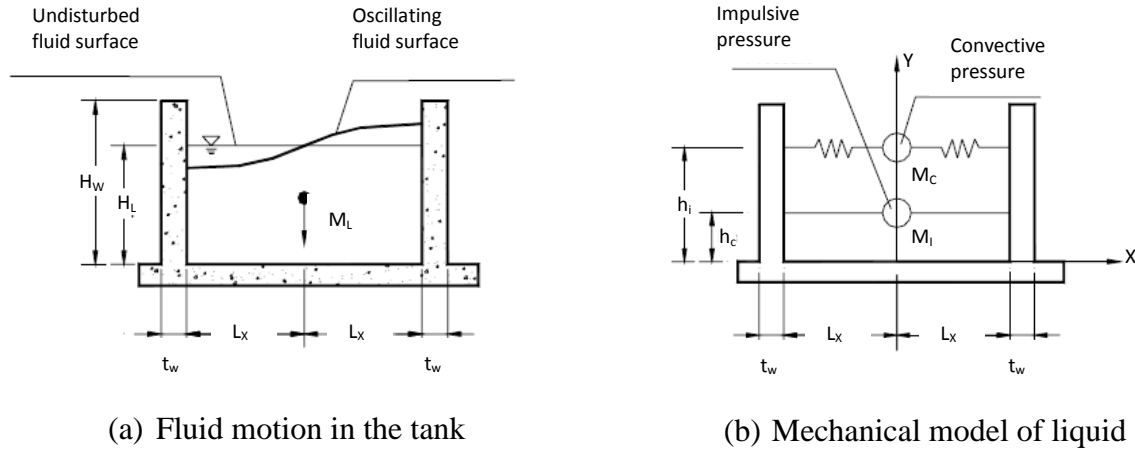 Undisturbed
fluid surface
Oscillating
fluid surface
H_W
H_L
M_L
L_X
L_X
t_w
t_w
(a) Fluid motion in the tank
Impulsive
pressure
Y
Convective
pressure
M_C
h_i
h_c
M_I
X
L_X
L_X
t_w
t_w
(b) Mechanical model of liquid